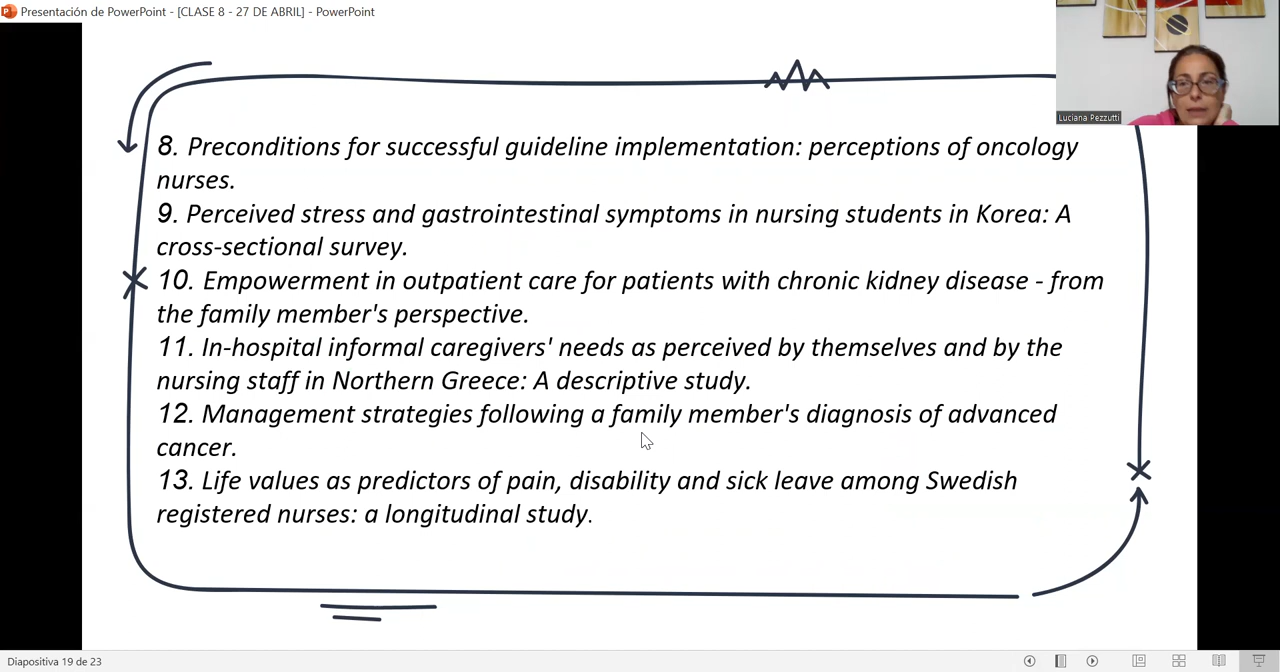 Presentación de PowerPoint - [CLASE 8 - 27 DE ABRIL] - PowerPoint
Luciana Pezzutti
8. Preconditions for successful guideline implementation: perceptions of oncology
nurses.
9. Perceived stress and gastrointestinal symptoms in nursing students in Korea: A
cross-sectional survey.
10. Empowerment in outpatient care for patients with chronic kidney disease - from
the family member's perspective.
11. In-hospital informal caregivers' needs as perceived by themselves and by the
nursing staff in Northern Greece: A descriptive study.
12. Management strategies following a family member's diagnosis of advanced
cancer.
13. Life values as predictors of pain, disability and sick leave among Swedish
registered nurses: a longitudinal study.
Diapositiva 19 de 23